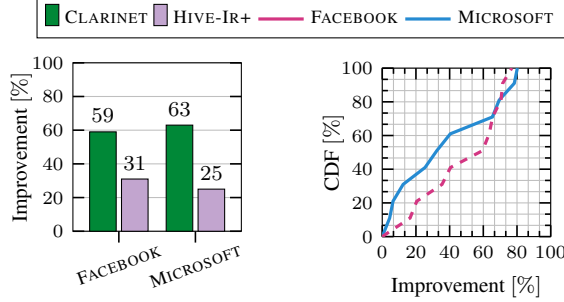 CLARINET HIVE-IR+ FACEBOOK MICROSOFT
Improvement [%]
100
80
60
40
20
0
59
31
63
25
FACEBOOK
MICROSOFT
CDF [%]
100
80
60
40
20
0
0 20 40 60 80 100
Improvement [%]